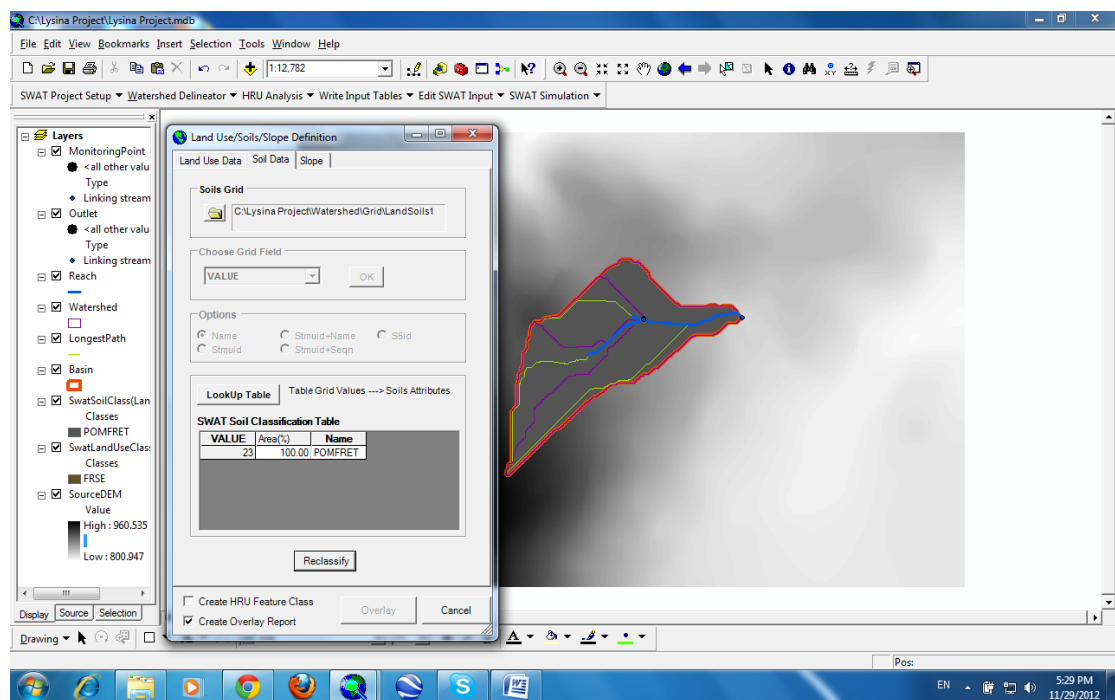 C:\Lysina Project\Lysina Project.mdb
File Edit View Bookmarks Insert Selection Tools Window Help
1:12,782
SWAT Project Setup Watershed Delineator HRU Analysis Write Input Tables Edit SWAT Input SWAT Simulation
Layers
MonitoringPoint
<all other valu
Type
Linking stream
Outlet
<all other valu
Type
Linking stream
Reach
Watershed
LongestPath
Basin
SwatSoilClass(Lan
Classes
POMFRET
SwatLandUseClass
Classes
FRSE
SourceDEM
Value
High : 960.535
Low : 800.947
Display Source Selection
Land Use/Soils/Slope Definition
Land Use Data Soil Data Slope
Soils Grid
C:\Lysina Project\Watershed\Grid\LandSoils1
Choose Grid Field
VALUE OK
Options
Name Stmuid+Name S5id
Stmuid Stmuid+Seqn
LookUp Table Table Grid Values ---> Soils Attributes
SWAT Soil Classification Table
VALUE Area(%) Name
23 100.00 POMFRET
Reclassify
Create HRU Feature Class
Create Overlay Report
Overlay Cancel
Drawing A
Pos:
EN 5:29 PM
11/29/2012